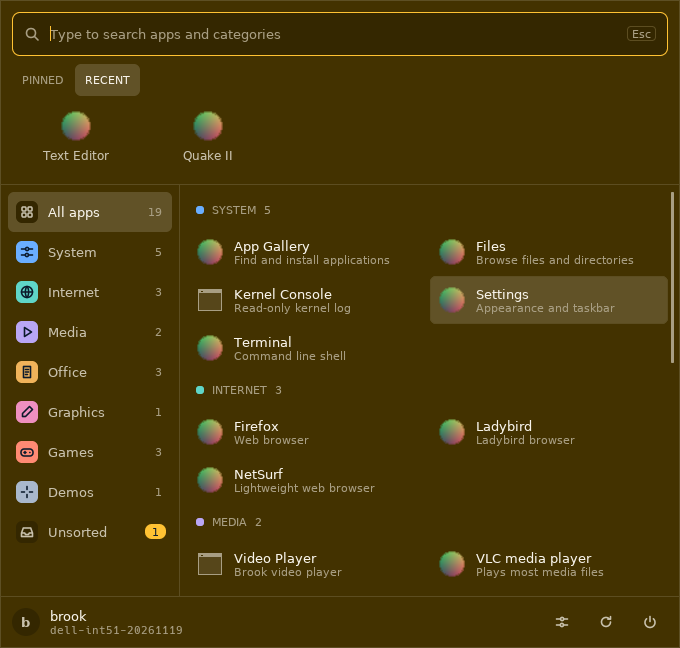 Type to search apps and categories
Esc
PINNED
RECENT
Text Editor
Quake II
All apps 19
System 5
Internet 3
Media 2
Office 3
Graphics 1
Games 3
Demos 1
Unsorted 1
SYSTEM 5
App Gallery
Find and install applications
Files
Browse files and directories
Kernel Console
Read-only kernel log
Settings
Appearance and taskbar
Terminal
Command line shell
INTERNET 3
Firefox
Web browser
Ladybird
Ladybird browser
NetSurf
Lightweight web browser
MEDIA 2
Video Player
Brook video player
VLC media player
Plays most media files
b
brook
dell-int51-20261119